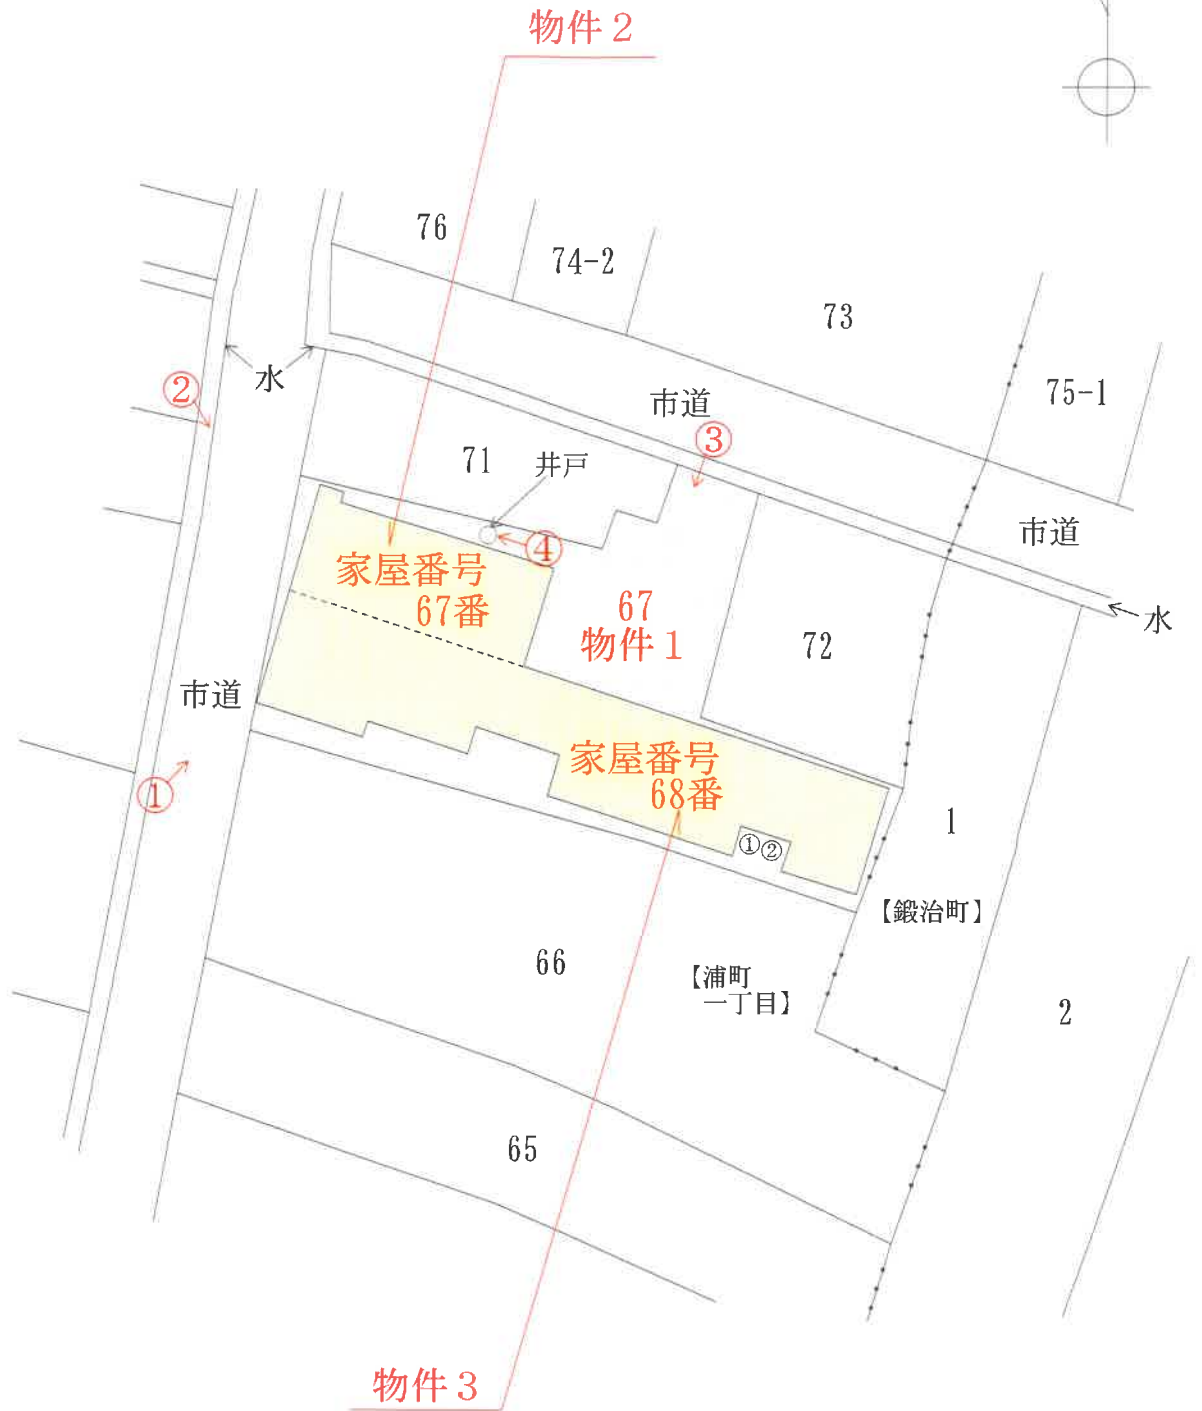 物件２
76
74-2
73
75-1
水
②
市道
③
71
井戸
④
市道
家屋番号
67番
67
物件１
72
水
市道
家屋番号
68番
①
①②
1
【鍛治町】
66
【浦町
一丁目】
2
65
物件３